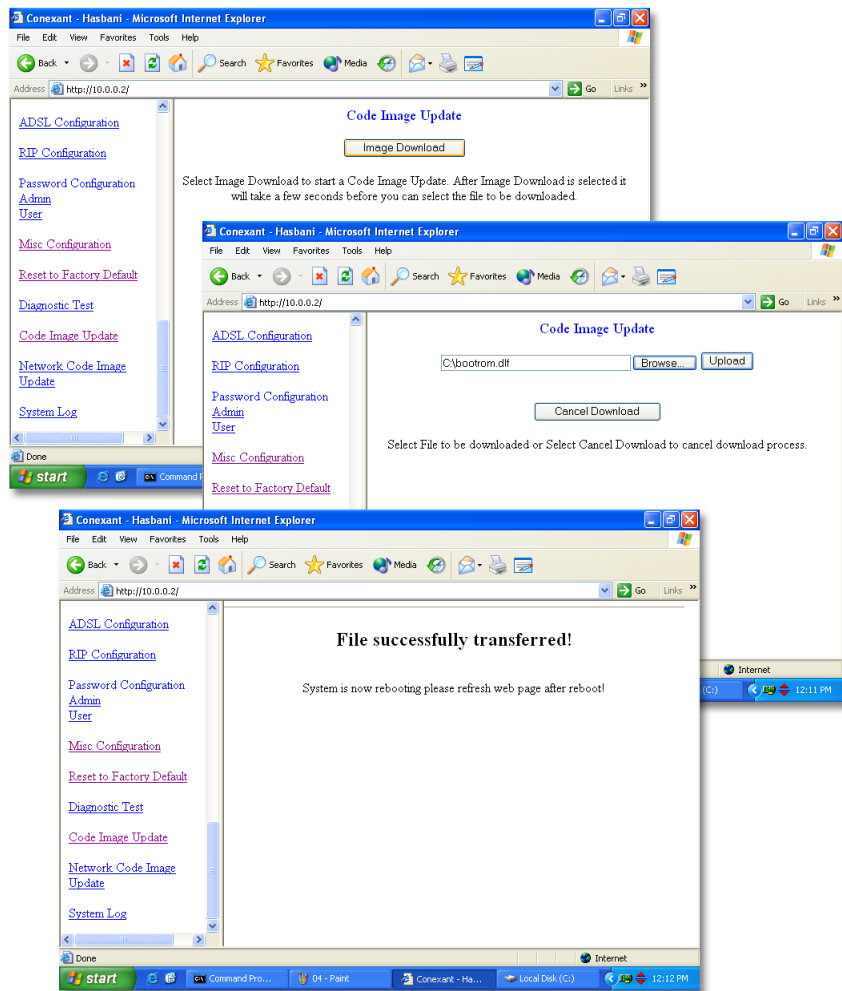 Conexant - Hasbani - Microsoft Internet Explorer
File Edit View Favorites Tools Help
Back Search Favorites Media
Address http://10.0.0.2/ Go Links »
ADSL Configuration
RIP Configuration
Password Configuration
Admin
User
Misc Configuration
Reset to Factory Default
Diagnostic Test
Code Image Update
Network Code Image
Update
System Log
Code Image Update
Image Download
Select Image Download to start a Code Image Update. After Image Download is selected it
will take a few seconds before you can select the file to be downloaded.
Done
start Command P
Conexant - Hasbani - Microsoft Internet Explorer
File Edit View Favorites Tools Help
Back Search Favorites Media
Address http://10.0.0.2/ Go Links »
ADSL Configuration
RIP Configuration
Password Configuration
Admin
User
Misc Configuration
Reset to Factory Default
Code Image Update
C:\bootrom.dlf Browse... Upload
Cancel Download
Select File to be downloaded or Select Cancel Download to cancel download process.
Internet
(C:) 12:11 PM
Conexant - Hasbani - Microsoft Internet Explorer
File Edit View Favorites Tools Help
Back Search Favorites Media
Address http://10.0.0.2/ Go Links »
ADSL Configuration
RIP Configuration
Password Configuration
Admin
User
Misc Configuration
Reset to Factory Default
Diagnostic Test
Code Image Update
Network Code Image
Update
System Log
File successfully transferred!
System is now rebooting please refresh web page after reboot!
Done Internet
start Command Pro... 04 - Paint Conexant - Ha... Local Disk (C:) 12:12 PM